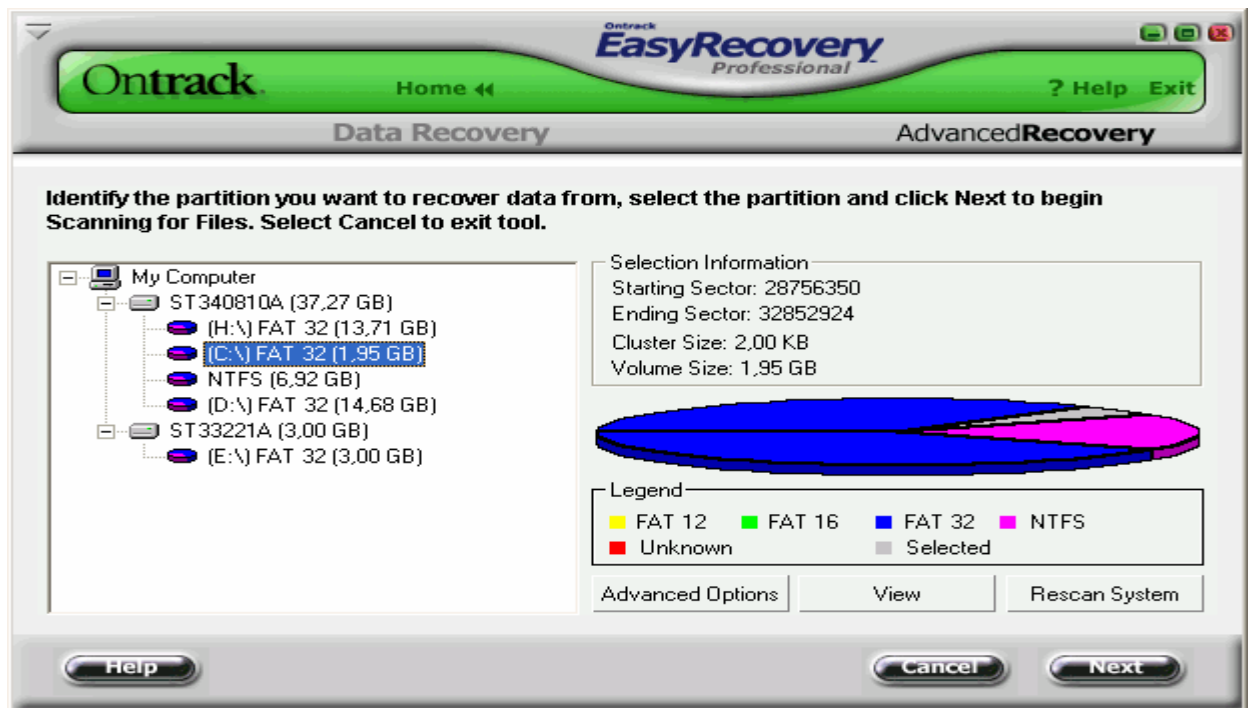 Ontrack
EasyRecovery
Professional
Ontrack.
Home
? Help Exit
Data Recovery
AdvancedRecovery
Identify the partition you want to recover data from, select the partition and click Next to begin
Scanning for Files. Select Cancel to exit tool.
My Computer
ST340810A (37,27 GB)
(H:\) FAT 32 (13,71 GB)
(C:\) FAT 32 (1,95 GB)
NTFS (6,92 GB)
(D:\) FAT 32 (14,68 GB)
ST33221A (3,00 GB)
(E:\) FAT 32 (3,00 GB)
Selection Information
Starting Sector: 28756350
Ending Sector: 32852924
Cluster Size: 2,00 KB
Volume Size: 1,95 GB
Legend
FAT 12 FAT 16 FAT 32 NTFS
Unknown Selected
Advanced Options View Rescan System
Help Cancel Next